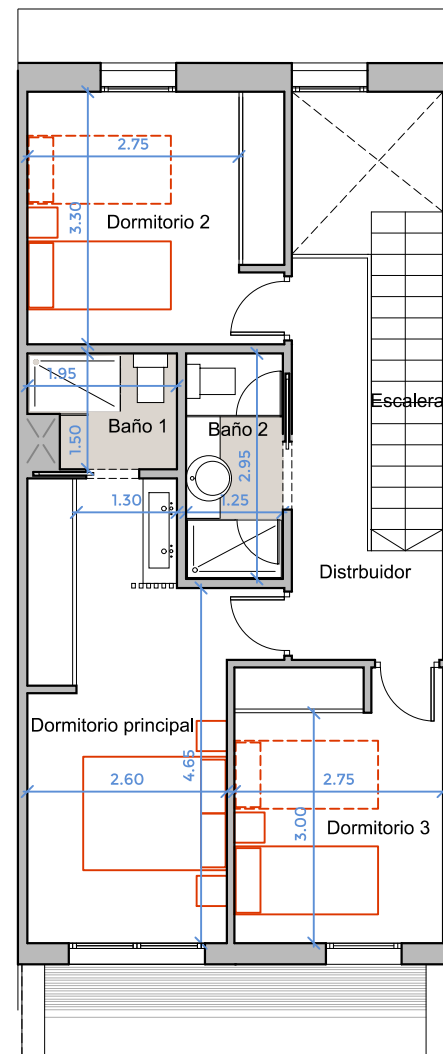 2.75
Dormitorio 2
3.30
1.95
Escalera
Baño 1
Baño 2
1.50
2.95
1.30
1.25
Distrbuidor
Dormitorio principal
4.65
2.60
2.75
3.00
Dormitorio 3